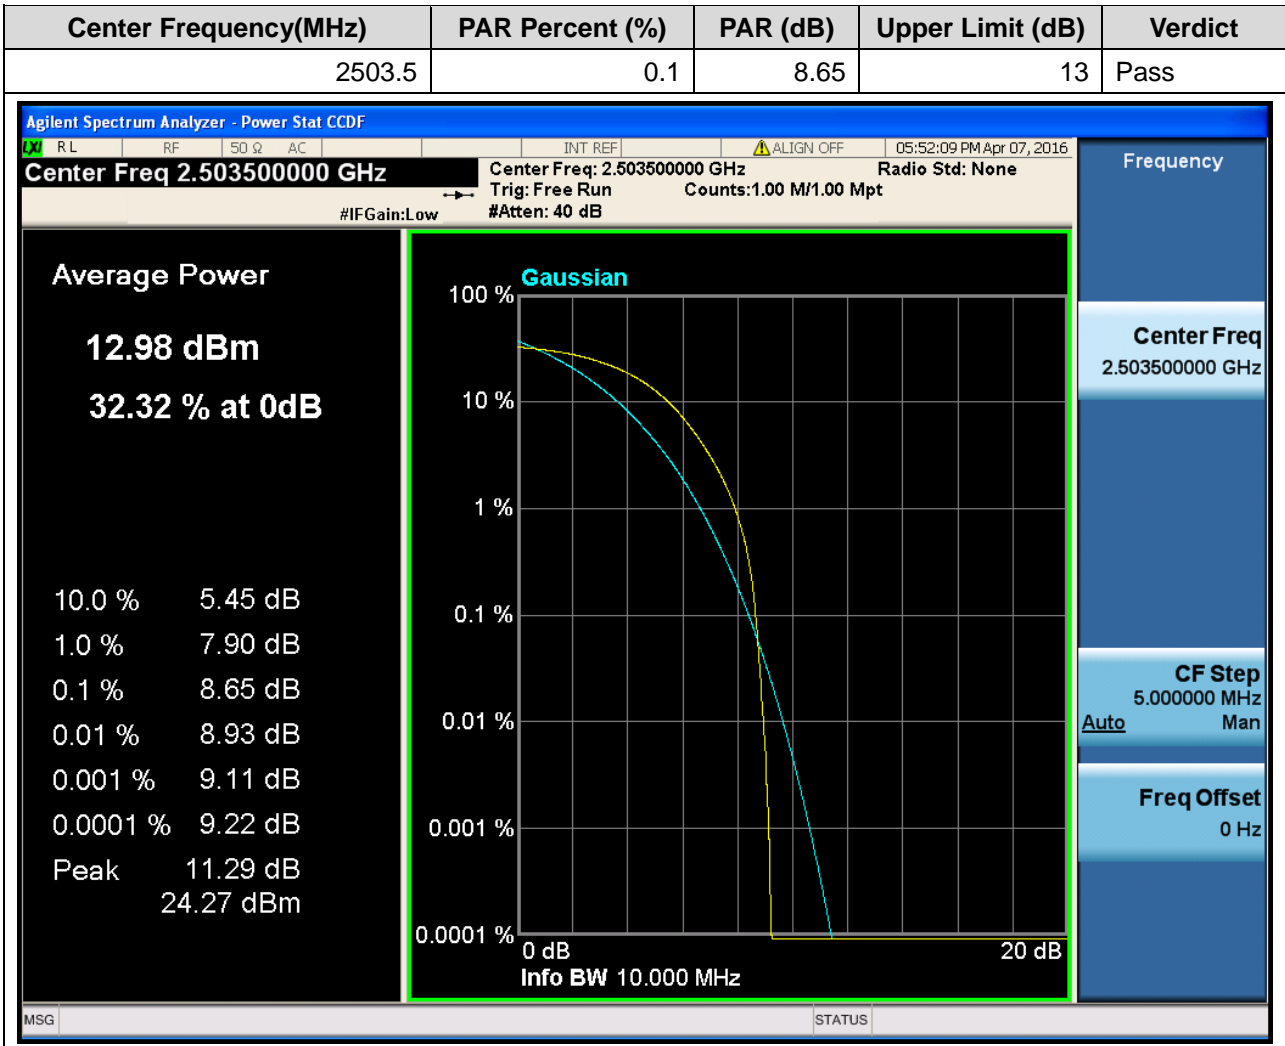 Center Frequency(MHz) PAR Percent (%) PAR (dB) Upper Limit (dB) Verdict
2503.5 0.1 8.65 13 Pass
Agilent Spectrum Analyzer - Power Stat CCDF
LXI RL RF 50 Ω AC INT REF ALIGN OFF 05:52:09 PM Apr 07, 2016
Center Freq 2.503500000 GHz
#IFGain:Low
Center Freq: 2.503500000 GHz Radio Std: None
Trig: Free Run Counts:1.00 M/1.00 Mpt
#Atten: 40 dB
Average Power
12.98 dBm
32.32 % at 0dB
10.0 % 5.45 dB
1.0 % 7.90 dB
0.1 % 8.65 dB
0.01 % 8.93 dB
0.001 % 9.11 dB
0.0001 % 9.22 dB
Peak 11.29 dB
24.27 dBm
Gaussian
100 %
10 %
1 %
0.1 %
0.01 %
0.001 %
0.0001 %
0 dB 20 dB
Info BW 10.000 MHz
Frequency
Center Freq
2.503500000 GHz
CF Step
5.000000 MHz
Auto Man
Freq Offset
0 Hz
MSG STATUS